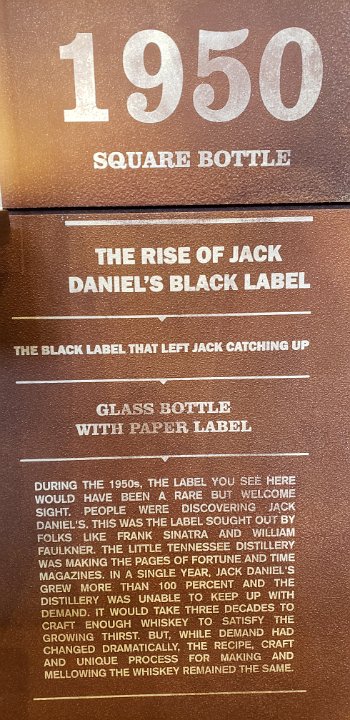 1950
SQUARE BOTTLE
THE RISE OF JACK
DANIEL'S BLACK LABEL
THE BLACK LABEL THAT LEFT JACK CATCHING UP
GLASS BOTTLE
WITH PAPER LABEL
DURING THE 1950s, THE LABEL YOU SEE HERE
WOULD HAVE BEEN A RARE BUT WELCOME
SIGHT. PEOPLE WERE DISCOVERING JACK
DANIEL'S. THIS WAS THE LABEL SOUGHT OUT BY
FOLKS LIKE FRANK SINATRA AND WILLIAM
FAULKNER. THE LITTLE TENNESSEE DISTILLERY
WAS MAKING THE PAGES OF FORTUNE AND TIME
MAGAZINES. IN A SINGLE YEAR, JACK DANIEL'S
GREW MORE THAN 100 PERCENT AND THE
DISTILLERY WAS UNABLE TO KEEP UP WITH
DEMAND. IT WOULD TAKE THREE DECADES TO
CRAFT ENOUGH WHISKEY TO SATISFY THE
GROWING THIRST. BUT, WHILE DEMAND HAD
CHANGED DRAMATICALLY, THE RECIPE, CRAFT
AND UNIQUE PROCESS FOR MAKING AND
MELLOWING THE WHISKEY REMAINED THE SAME.